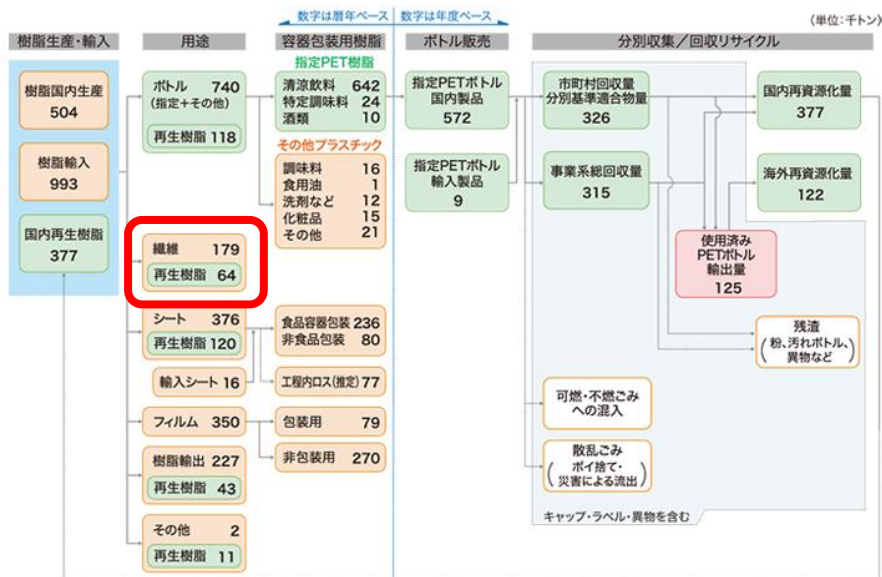 数字は暦年ベース 数字は年度ベース
(単位:千トン)
樹脂生産・輸入 用途 容器包装用樹脂 ボトル販売 分別収集／回収リサイクル
樹脂国内生産
504
樹脂輸入
993
国内再生樹脂
377
ボトル 740
(指定+その他)
再生樹脂 118
繊維 179
再生樹脂 64
シート 376
再生樹脂 120
輸入シート 16
フィルム 350
樹脂輸出 227
再生樹脂 43
その他 2
再生樹脂 11
指定PET樹脂
清涼飲料 642
特定調味料 24
酒類 10
その他プラスチック
調味料 16
食用油 1
洗剤など 12
化粧品 15
その他 21
食品容器包装 236
非食品包装 80
工程内ロス(推定) 77
包装用 79
非包装用 270
指定PETボトル
国内製品
572
指定PETボトル
輸入製品
9
市町村回収量
分別基準適合物量
326
事業系総回収量
315
国内再資源化量
377
海外再資源化量
122
使用済み
PETボトル
輸出量
125
残渣
(粉、汚れボトル、
異物など)
可燃・不燃ごみ
への混入
散乱ごみ
(ポイ捨て・
災害による流出)
キャップ・ラベル・異物を含む